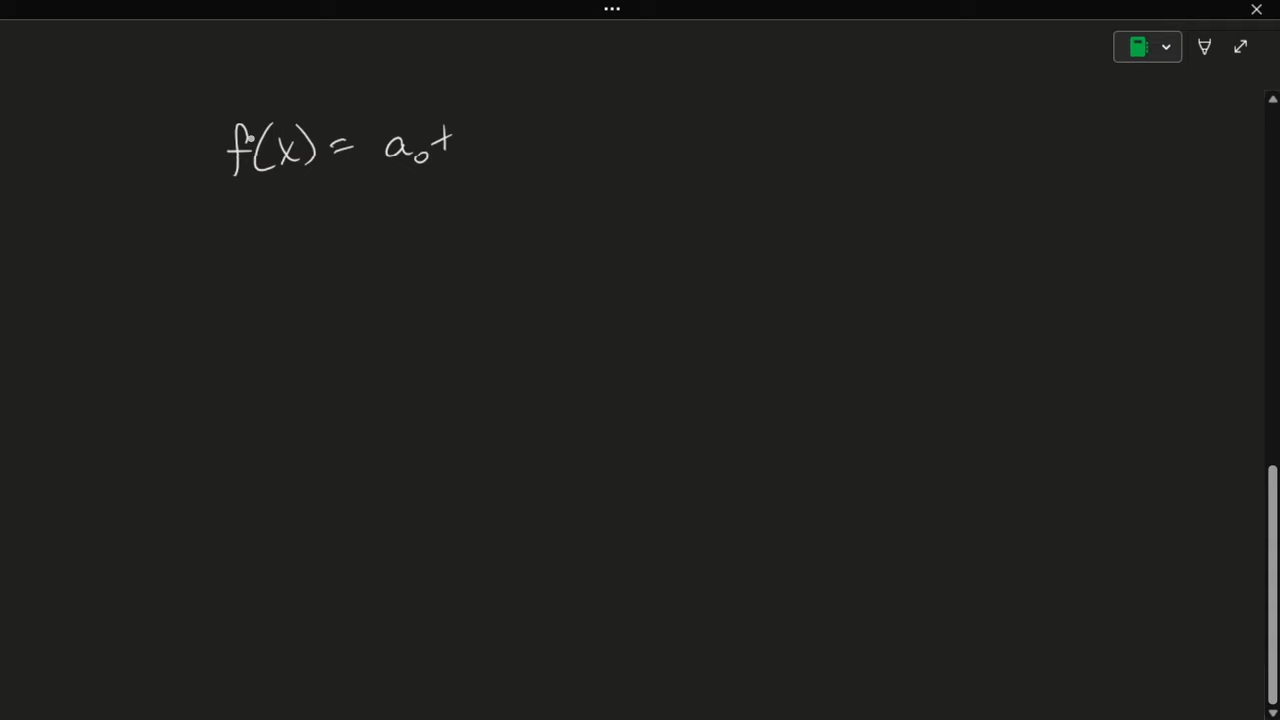 f(x) = a₀ +